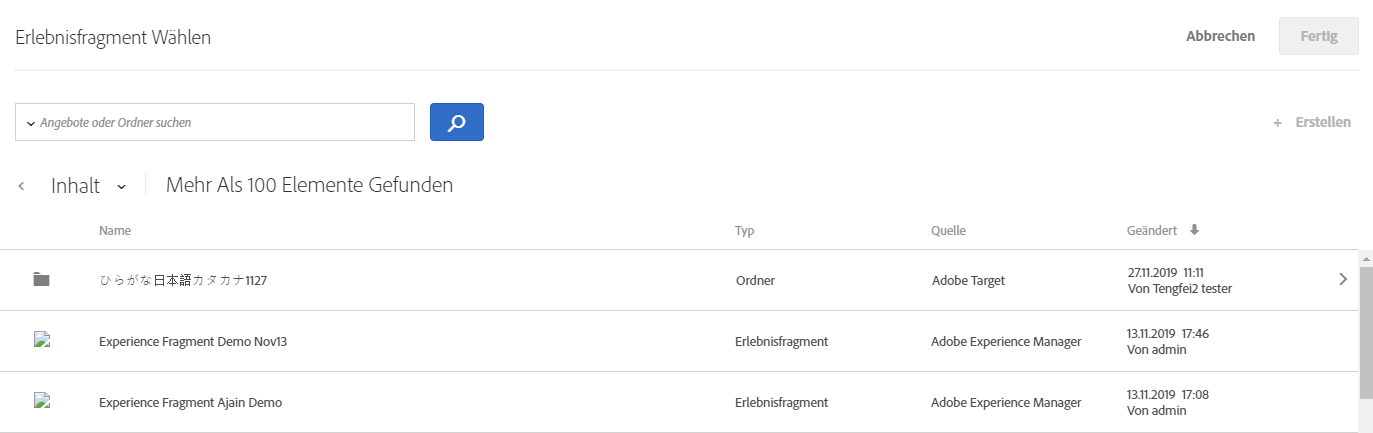 Erlebnisfragment Wählen
Abbrechen
Fertig
Angebote oder Ordner suchen
+ Erstellen
Inhalt
Mehr Als 100 Elemente Gefunden
Name Typ Quelle Geändert
ひらがな日本語カタカナ1127 Ordner Adobe Target 27.11.2019 11:11
Von Tengfei2 tester
Experience Fragment Demo Nov13 Erlebnisfragment Adobe Experience Manager 13.11.2019 17:46
Von admin
Experience Fragment Ajain Demo Erlebnisfragment Adobe Experience Manager 13.11.2019 17:08
Von admin